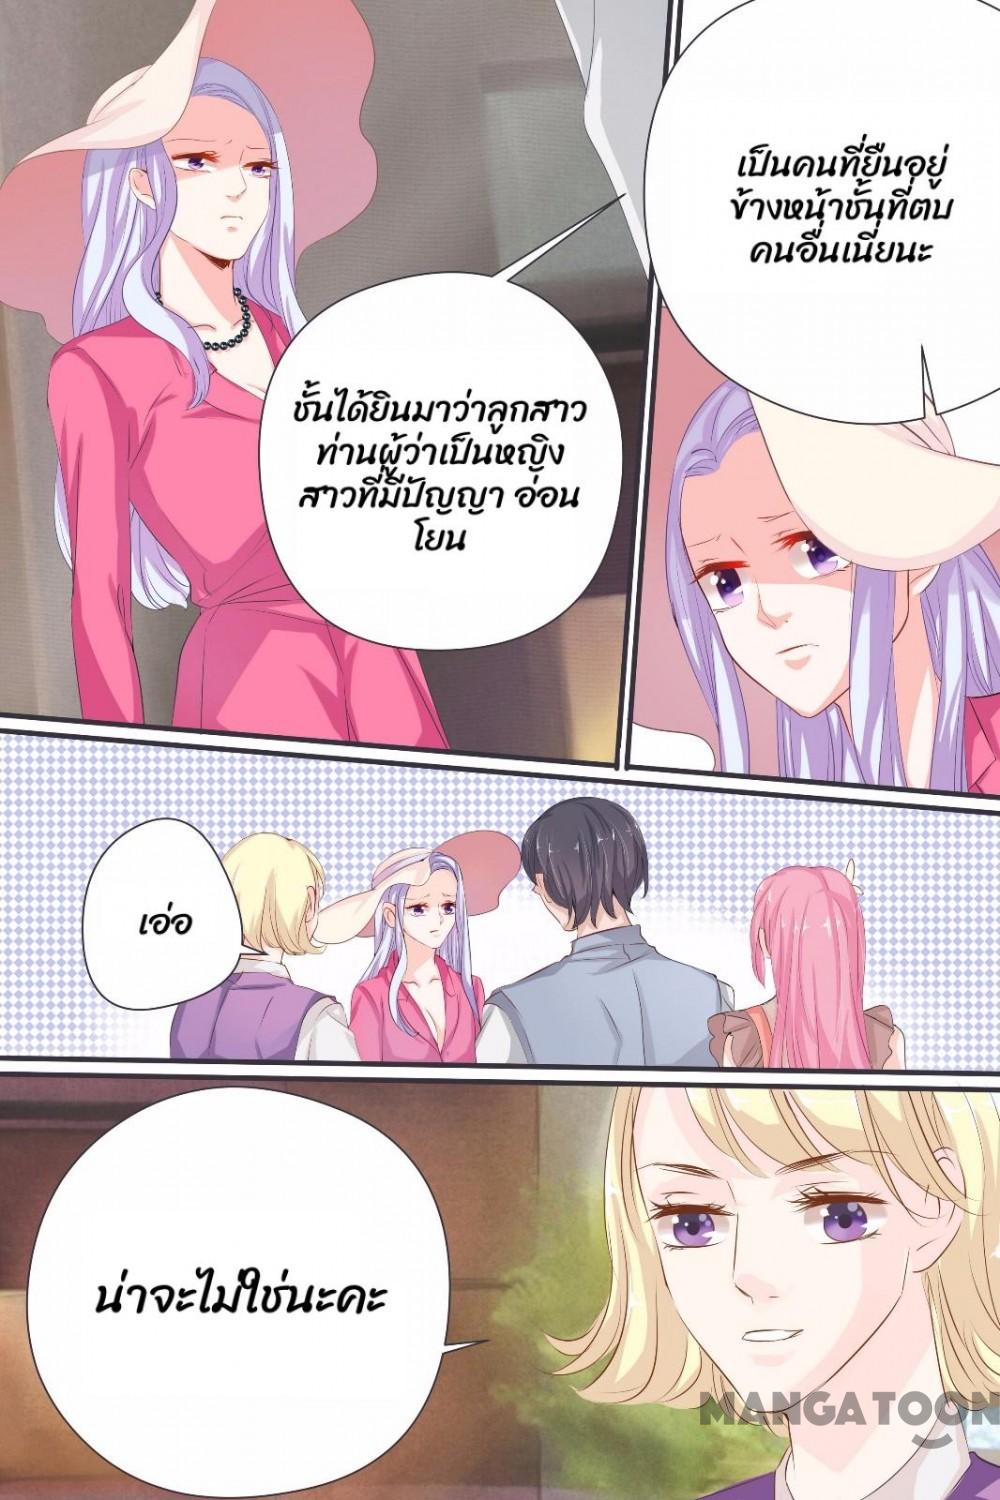 ชั้นได้ยินมาว่าลูกสาว
ท่านผู้ว่าเป็นหญิง
สาวที่มีปัญญา อ่อน
โยน
เป็นคนที่ยืนอยู่
ข้างหน้าชั้นที่ตบ
คนอื่นเนี่ยนะ
เอ่อ
น่าจะไม่ใช่นะคะ
MANGATOON